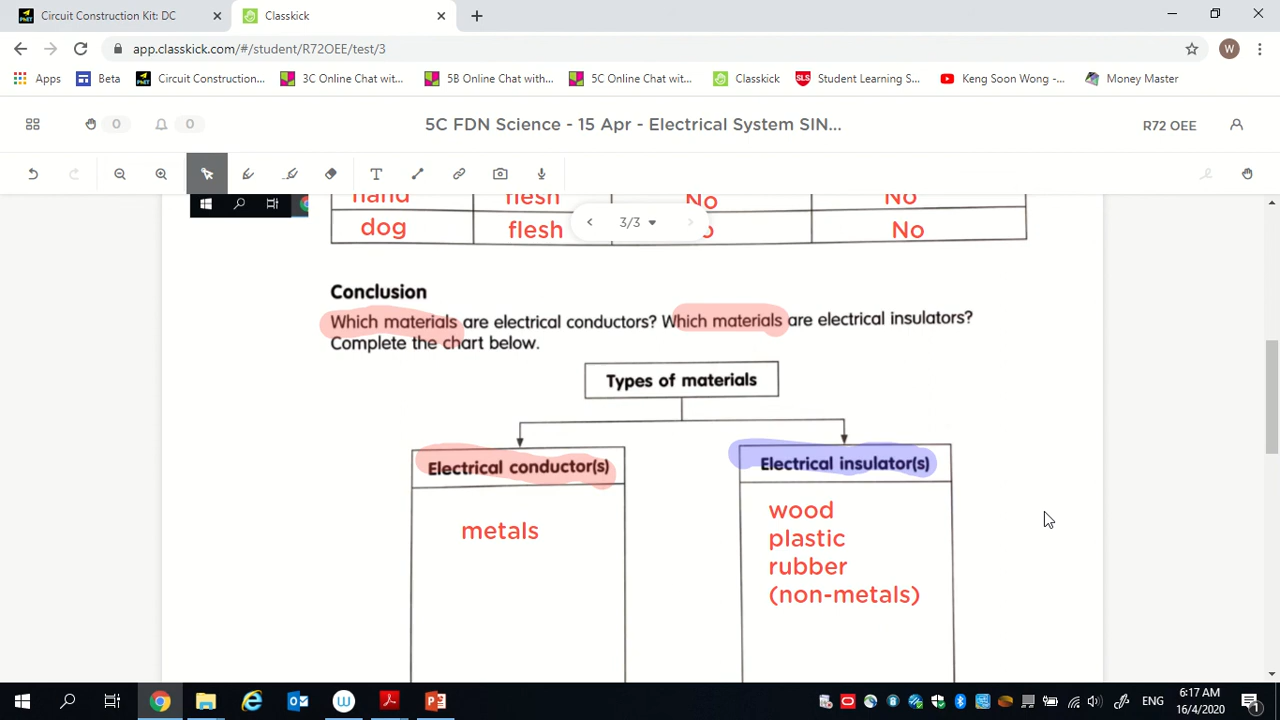 Circuit Construction Kit: DC
Classkick
app.classkick.com/#/student/R72OEE/test/3
W
Apps
Beta
Circuit Construction...
3C Online Chat wit...
5B Online Chat with...
5C Online Chat wit...
Classkick
Student Learning S...
Keng Soon Wong -...
Money Master
0
0
5C FDN Science - 15 Apr - Electrical System SIN...
R72 OEE
hand flesh No No
3/3
dog flesh No
Conclusion
Which materials are electrical conductors? Which materials are electrical insulators?
Complete the chart below.
Types of materials
Electrical conductor(s)
metals
Electrical insulator(s)
wood
plastic
rubber
(non-metals)
ENG
6:17 AM
16/4/2020